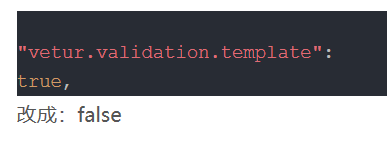 "vetur.validation.template":
true,
改成：false